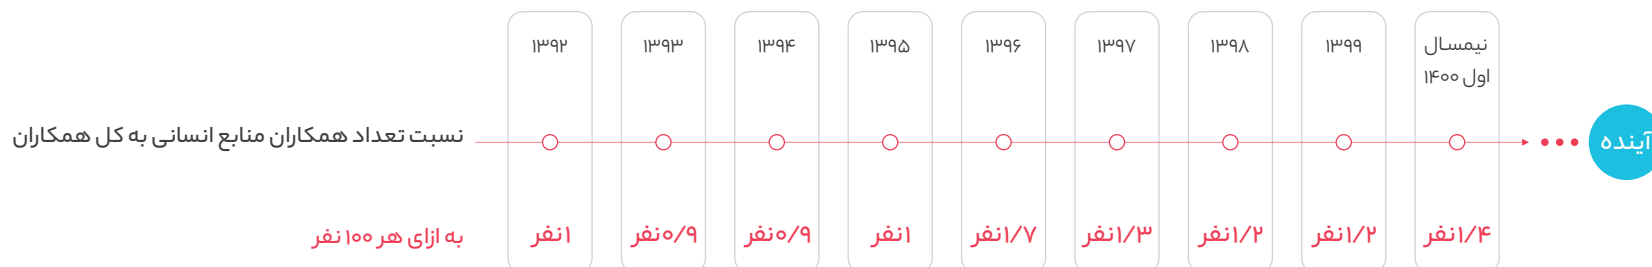 نسبت تعداد همکاران منابع انسانی به کل همکاران
به ازای هر ۱۰۰ نفر
۱۳۹۲
۱نفر
۱۳۹۳
۰/۹نفر
۱۳۹۴
۰/۹نفر
۱۳۹۵
۱نفر
۱۳۹۶
۱/۷نفر
۱۳۹۷
۱/۳نفر
۱۳۹۸
۱/۲نفر
۱۳۹۹
۱/۲نفر
نیمسال
اول ۱۴۰۰
۱/۴نفر
آینده